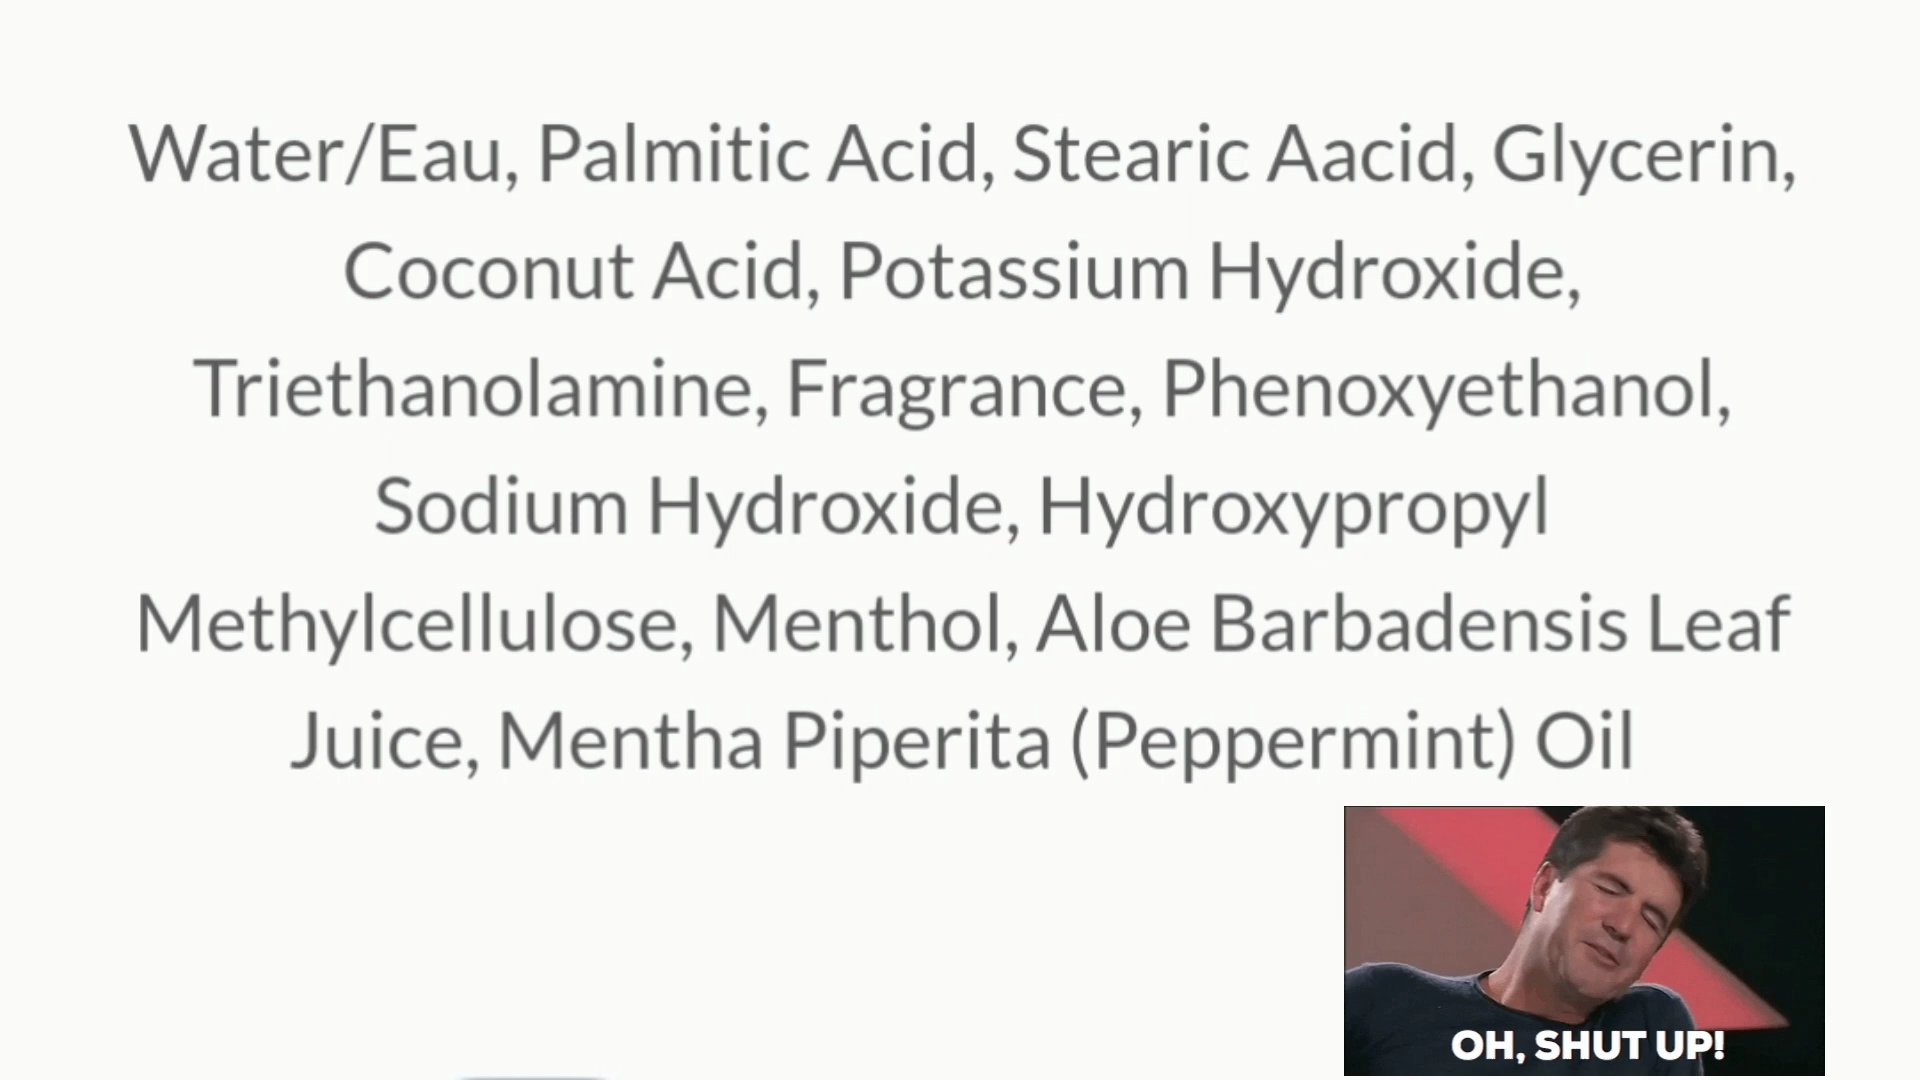 Water/Eau, Palmitic Acid, Stearic Aacid, Glycerin,
Coconut Acid, Potassium Hydroxide,
Triethanolamine, Fragrance, Phenoxyethanol,
Sodium Hydroxide, Hydroxypropyl
Methylcellulose, Menthol, Aloe Barbadensis Leaf
Juice, Mentha Piperita (Peppermint) Oil
OH, SHUT UP!